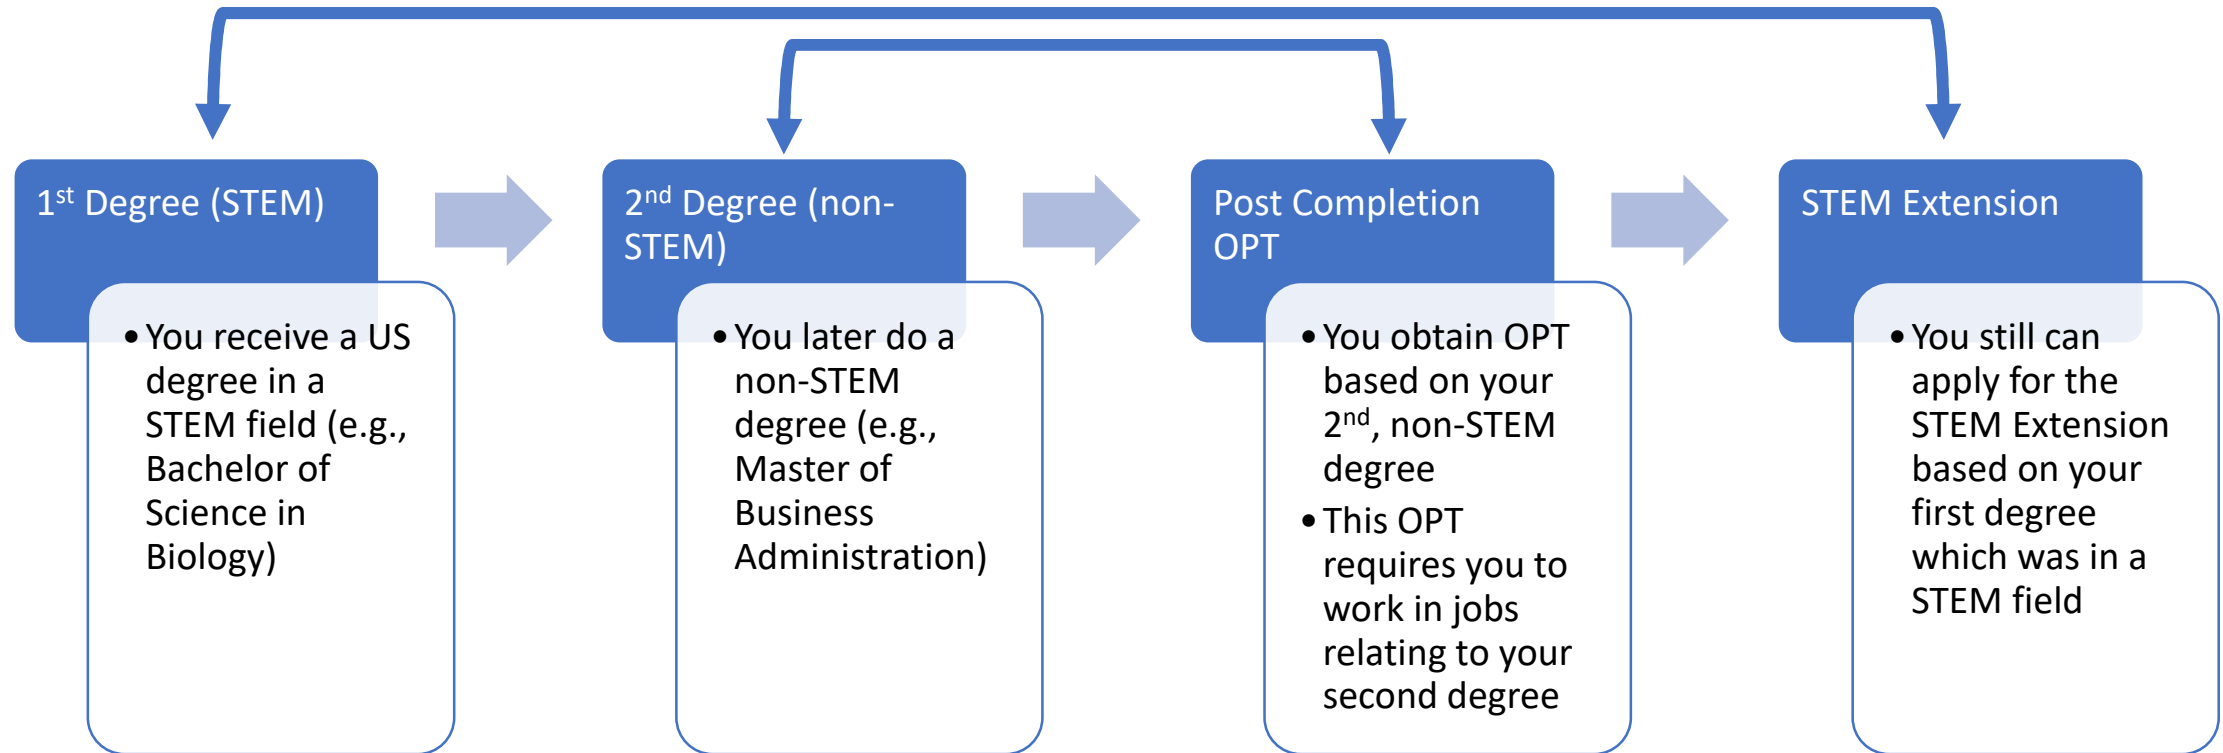 1st Degree (STEM)
• You receive a US
degree in a
STEM field (e.g.,
Bachelor of
Science in
Biology)
2nd Degree (non-
STEM)
• You later do a
non-STEM
degree (e.g.,
Master of
Business
Administration)
Post Completion
OPT
• You obtain OPT
based on your
2nd, non-STEM
degree
• This OPT
requires you to
work in jobs
relating to your
second degree
STEM Extension
• You still can
apply for the
STEM Extension
based on your
first degree
which was in a
STEM field